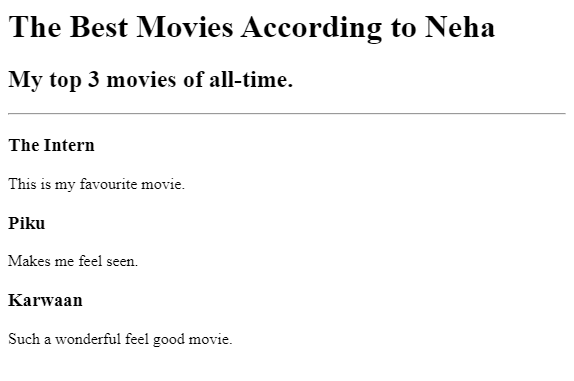 The Best Movies According to Neha
My top 3 movies of all-time.
The Intern
This is my favourite movie.
Piku
Makes me feel seen.
Karwaan
Such a wonderful feel good movie.